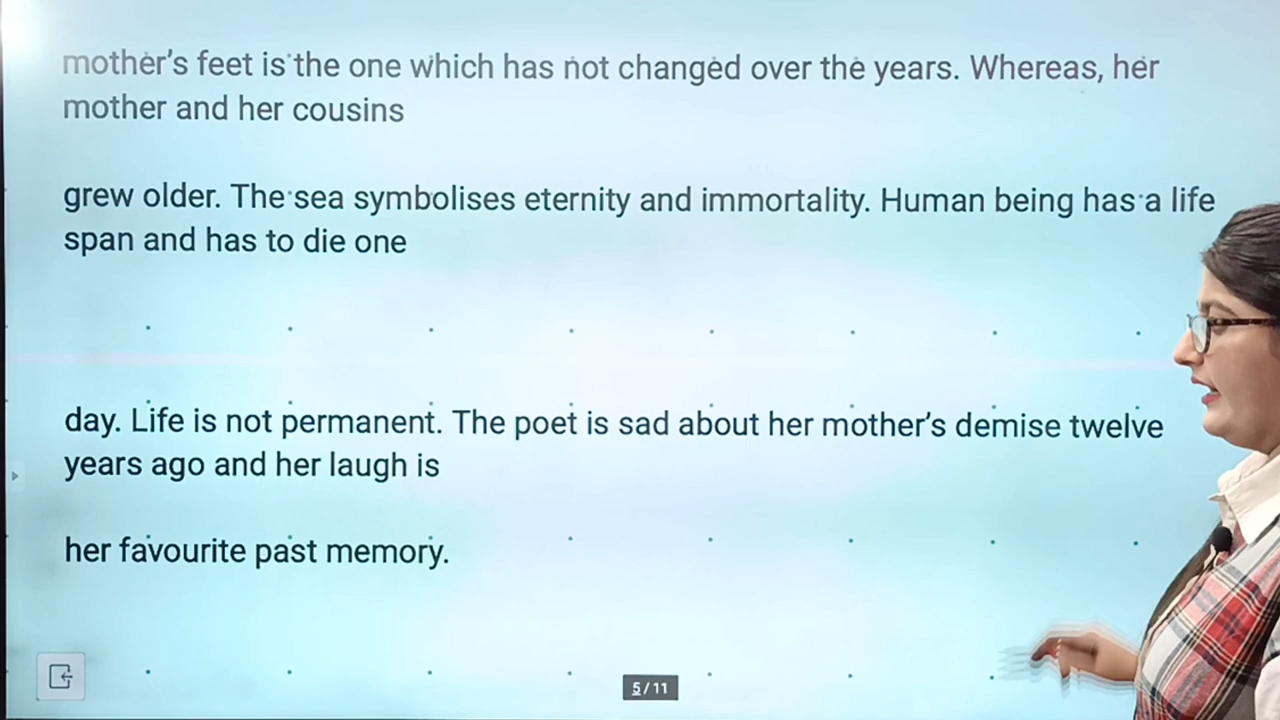 mother's feet is the one which has not changed over the years. Whereas, her
mother and her cousins
grew older. The sea symbolises eternity and immortality. Human being has a life
span and has to die one
day. Life is not permanent. The poet is sad about her mother's demise twelve
years ago and her laugh is
her favourite past memory.
5/11